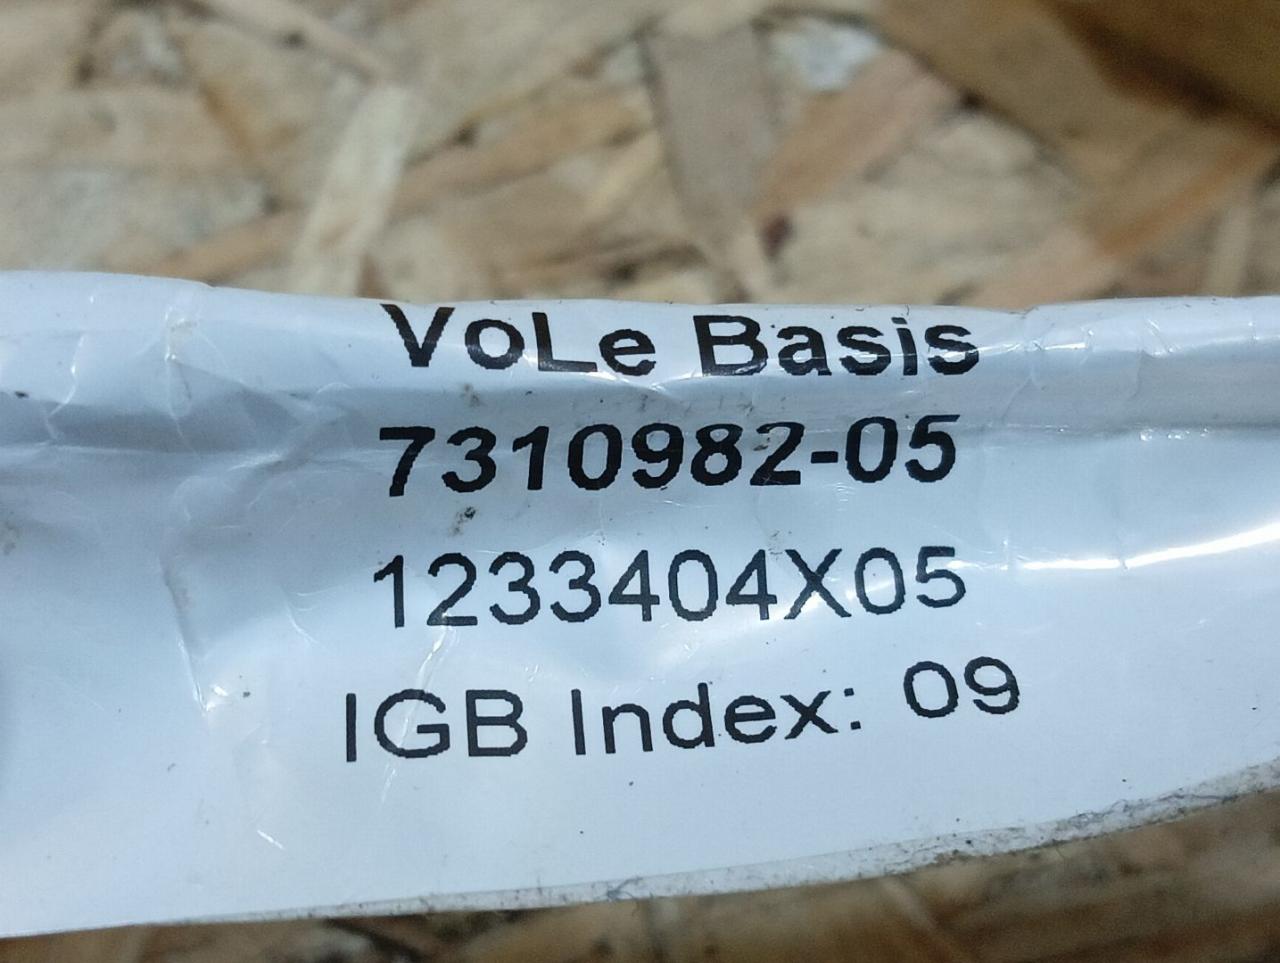 VoLe Basis
7310982-05
1233404X05
IGB Index: 09